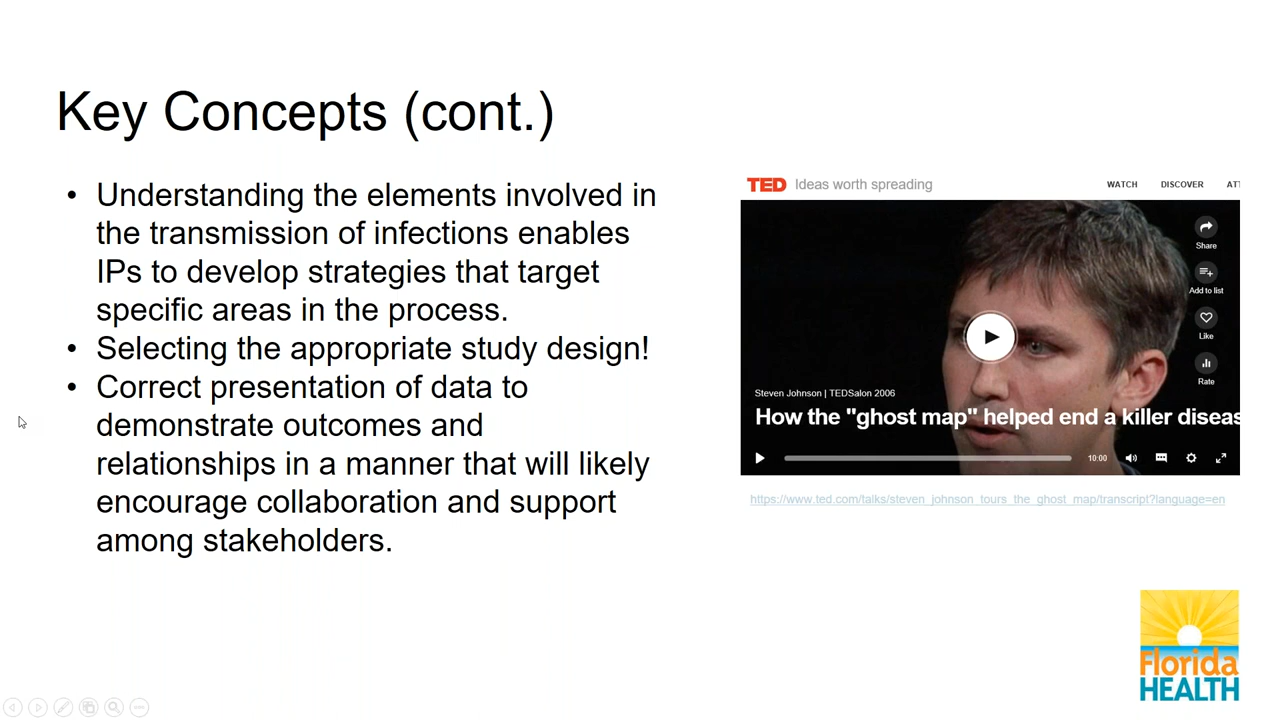 Key Concepts (cont.)
• Understanding the elements involved in
the transmission of infections enables
IPs to develop strategies that target
specific areas in the process.
• Selecting the appropriate study design!
• Correct presentation of data to
demonstrate outcomes and
relationships in a manner that will likely
encourage collaboration and support
among stakeholders.
TED Ideas worth spreading
WATCH DISCOVER ATT
Share
Add to list
Like
Rate
Steven Johnson | TEDSalon 2006
How the "ghost map" helped end a killer diseas
10:00
https://www.ted.com/talks/steven_johnson_tours_the_ghost_map/transcript?language=en
Florida
HEALTH